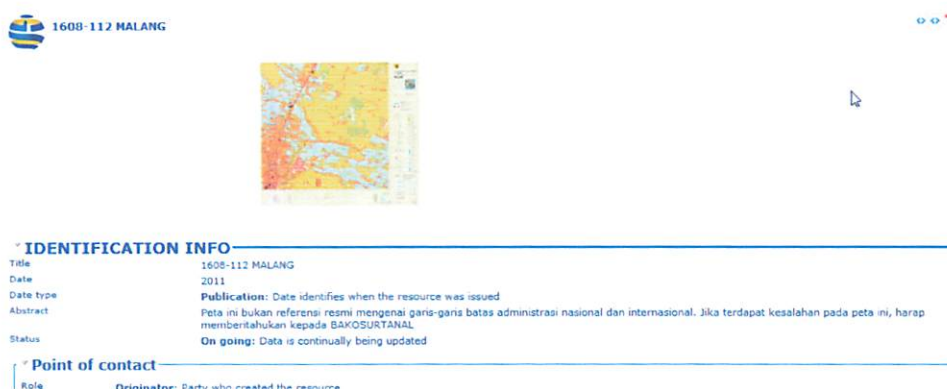 1608-112 MALANG
IDENTIFICATION INFO
Title 1608-112 MALANG
Date 2011
Date type Publication: Date identifies when the resource was issued
Abstract Peta ini bukan referensi resmi mengenai garis-garis batas administrasi nasional dan internasional. Jika terdapat kesalahan pada peta ini, harap
memberitahukan kepada BAKOSURTANAL
Status On going: Data is continually being updated
Point of contact
Role Originator: Party who created the resource